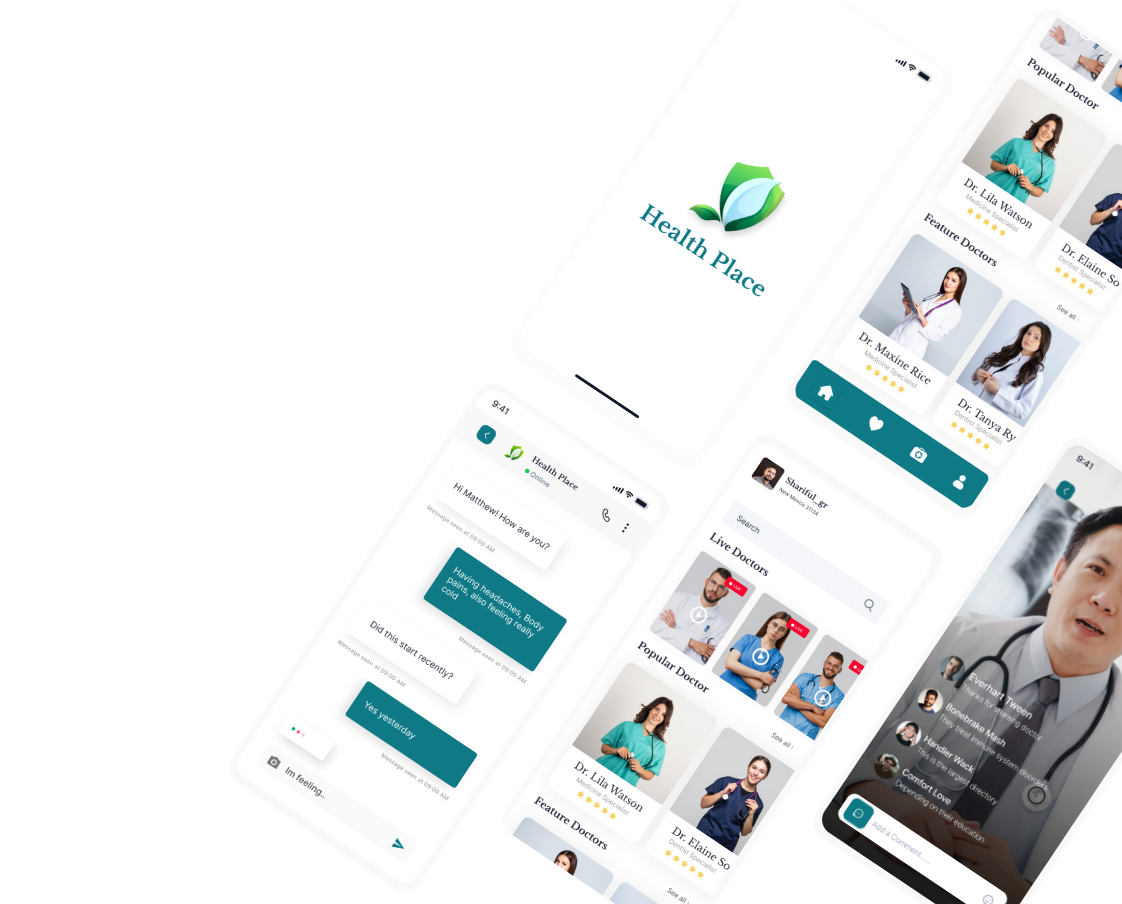 Health Place
Popular Doctor
Dr. Lila Watson
Medicine Specialist
Dr. Elaine So
Dentist Specialist
Feature Doctors
See all
Dr. Maxine Rice
Medicine Specialist
Dr. Tanya Ry
Dentist Specialist
9:41
Health Place
Online
Hi Matthew! How are you?
Message seen at 09:00 AM
Having headaches, Body
pains, also feeling really
cold
Message seen at 09:00 AM
Did this start recently?
Message seen at 09:00 AM
Yes yesterday
Message seen at 09:00 AM
Im feeling..
Shariful_gr
New Mexico 31134
Search
Live Doctors
LIVE
LIVE
Popular Doctor
See all
Dr. Lila Watson
Medicine Specialist
Dr. Elaine So
Dentist Specialist
Feature Doctors
See all
9:41
Everhart Tween
Thanks for sharing doctor
Bonebrake Mash
They treat immune system disorders
Handler Wack
This is the largest directory
Comfort Love
Depending on their education
Add a Comment......